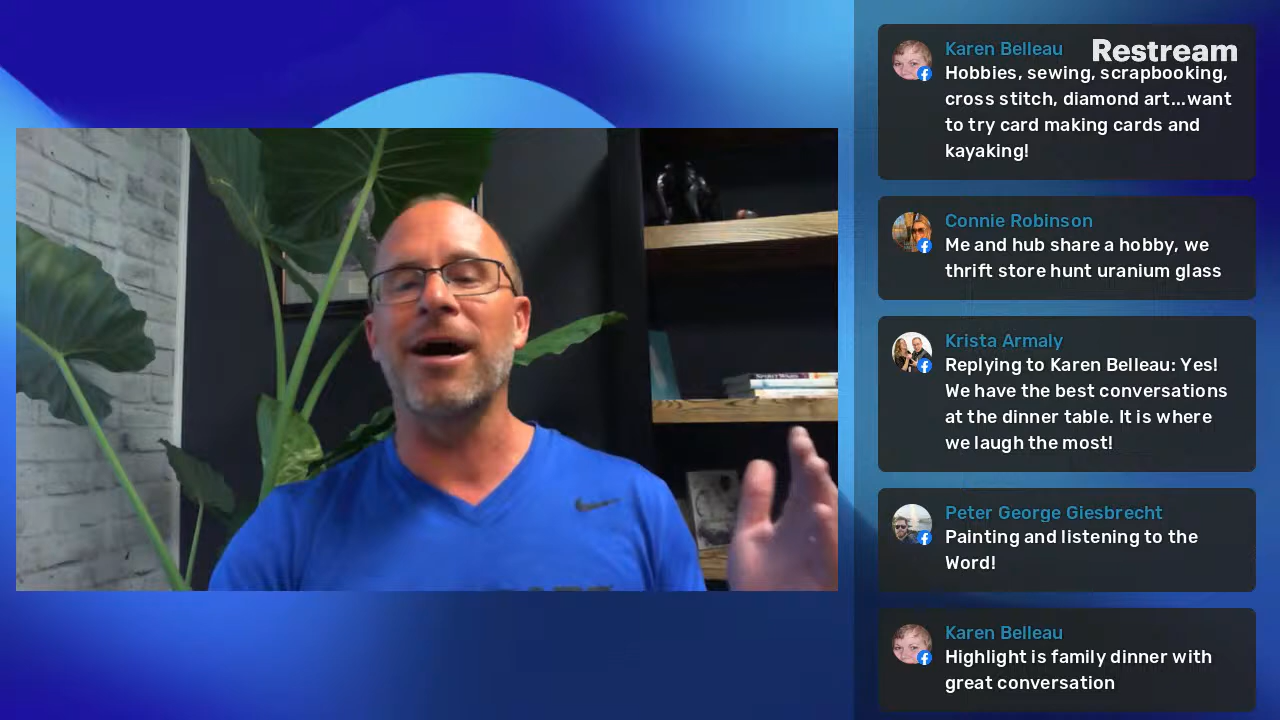 Restream
Karen Belleau
Hobbies, sewing, scrapbooking,
cross stitch, diamond art...want
to try card making cards and
kayaking!
Connie Robinson
Me and hub share a hobby, we
thrift store hunt uranium glass
Krista Armaly
Replying to Karen Belleau: Yes!
We have the best conversations
at the dinner table. It is where
we laugh the most!
Peter George Giesbrecht
Painting and listening to the
Word!
Karen Belleau
Highlight is family dinner with
great conversation